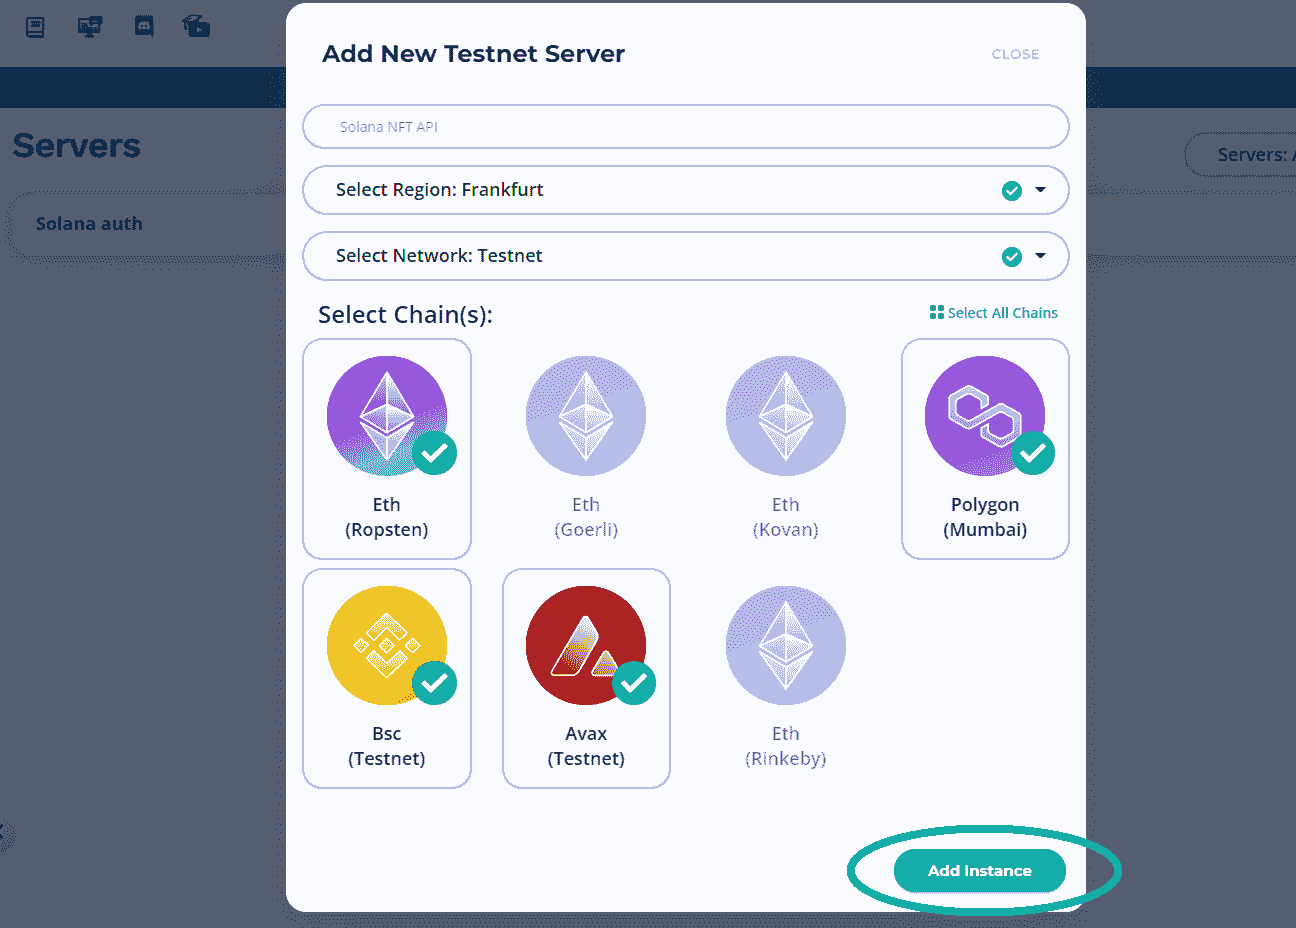 Add New Testnet Server
CLOSE
Servers
Servers:
Solana auth
Solana NFT API
Select Region: Frankfurt
Select Network: Testnet
Select Chain(s):
Select All Chains
Eth
(Ropsten)
Eth
(Goerli)
Eth
(Kovan)
Polygon
(Mumbai)
Bsc
(Testnet)
Avax
(Testnet)
Eth
(Rinkeby)
Add Instance